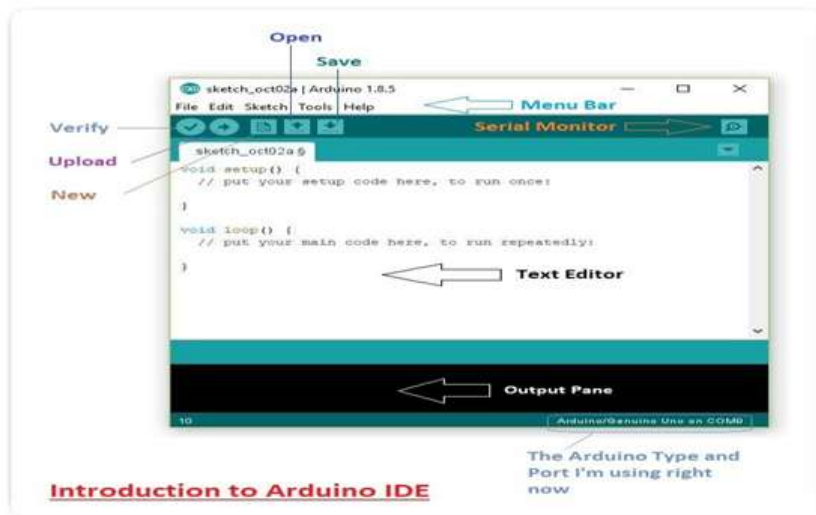 Open
Save
sketch_oct02a | Arduino 1.8.5
File Edit Sketch Tools Help
Menu Bar
Verify
Serial Monitor
Upload
sketch_oct02a §
New
void setup() {
// put your setup code here, to run once:
}
void loop() {
// put your main code here, to run repeatedly:
}
Text Editor
Output Pane
10
Arduino/Genuino Uno on
The Arduino Type and
Port I'm using right
now
Introduction to Arduino IDE